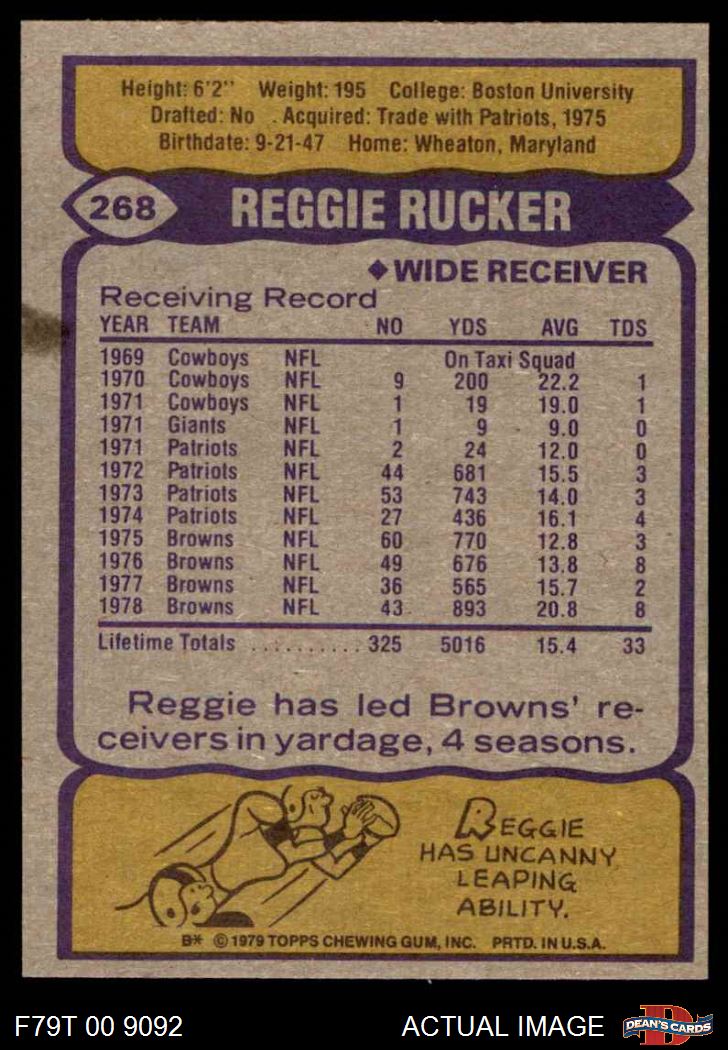 Height: 6'2" Weight: 195 College: Boston University
Drafted: No . Acquired: Trade with Patriots, 1975
Birthdate: 9-21-47 Home: Wheaton, Maryland
268 REGGIE RUCKER
◆WIDE RECEIVER
Receiving Record
YEAR TEAM NO YDS AVG TDS
1969 Cowboys NFL On Taxi Squad
1970 Cowboys NFL 9 200 22.2 1
1971 Cowboys NFL 1 19 19.0 1
1971 Giants NFL 1 9 9.0 0
1971 Patriots NFL 2 24 12.0 0
1972 Patriots NFL 44 681 15.5 3
1973 Patriots NFL 53 743 14.0 3
1974 Patriots NFL 27 436 16.1 4
1975 Browns NFL 60 770 12.8 3
1976 Browns NFL 49 676 13.8 8
1977 Browns NFL 36 565 15.7 2
1978 Browns NFL 43 893 20.8 8
Lifetime Totals .......... 325 5016 15.4 33
Reggie has led Browns' re-
ceivers in yardage, 4 seasons.
REGGIE
HAS UNCANNY
LEAPING
ABILITY.
B* © 1979 TOPPS CHEWING GUM, INC. PRTD. IN U.S.A.
F79T 00 9092 ACTUAL IMAGE D DEAN'S CARDS